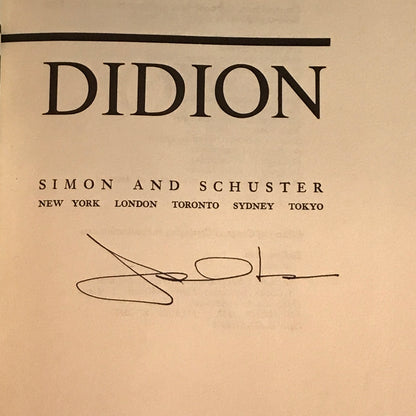 DIDION
SIMON AND SCHUSTER
NEW YORK LONDON TORONTO SYDNEY TOKYO